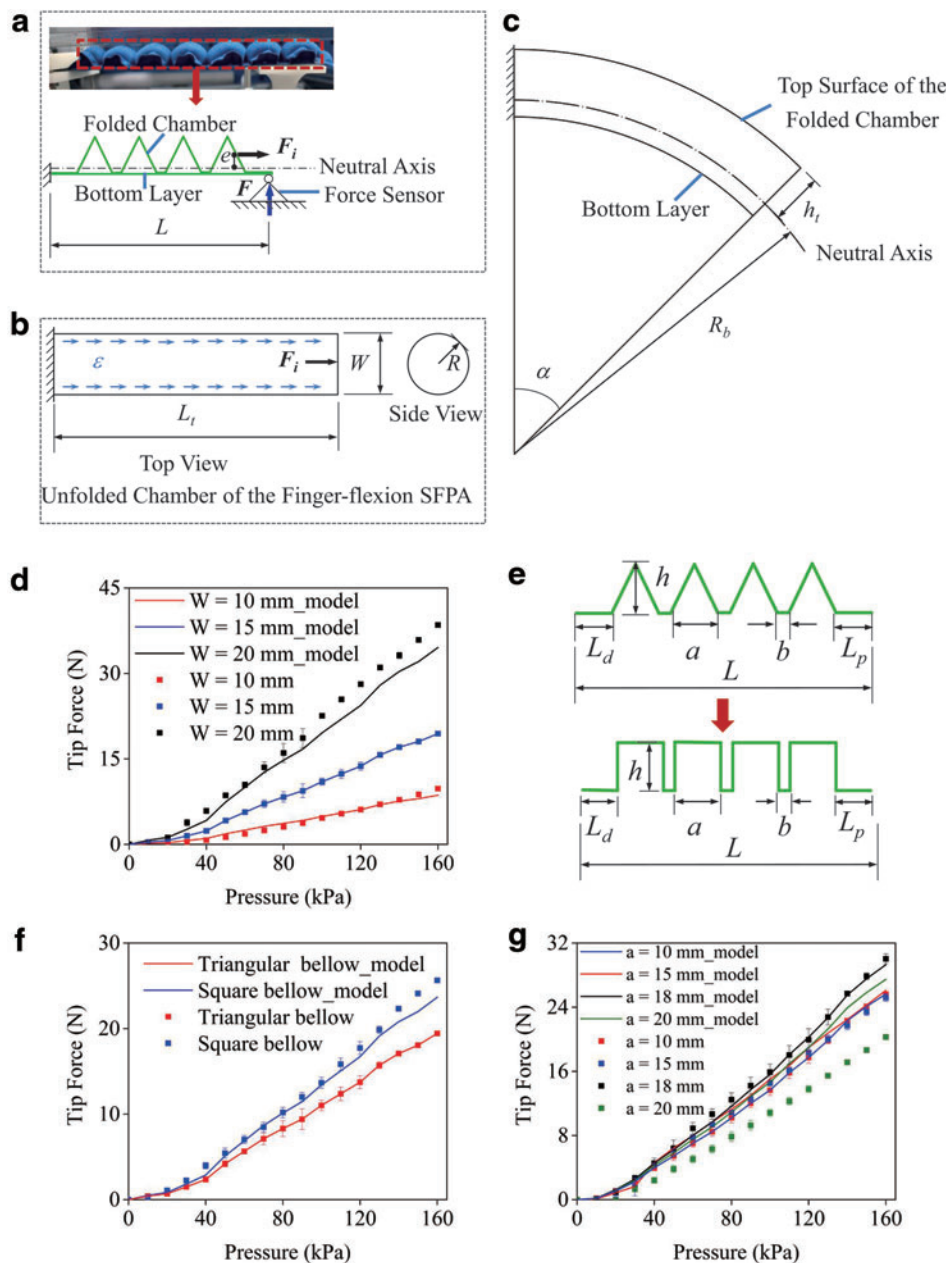 a
Folded Chamber
e
F_i
Neutral Axis
Bottom Layer
F
Force Sensor
L
b
ε
F_i
W
R
L_t
Side View
Top View
Unfolded Chamber of the Finger-flexion SFPA
c
Top Surface of the
Folded Chamber
Bottom Layer
h_t
Neutral Axis
R_b
α
d
45
30
15
0
Tip Force (N)
W = 10 mm_model
W = 15 mm_model
W = 20 mm_model
W = 10 mm
W = 15 mm
W = 20 mm
0 40 80 120 160
Pressure (kPa)
e
h
L_d a b L_p
L
h
L_d a b L_p
L
f
30
20
10
0
Tip Force (N)
Triangular bellow_model
Square bellow_model
Triangular bellow
Square bellow
0 40 80 120 160
Pressure (kPa)
g
32
24
16
8
0
Tip Force (N)
a = 10 mm_model
a = 15 mm_model
a = 18 mm_model
a = 20 mm_model
a = 10 mm
a = 15 mm
a = 18 mm
a = 20 mm
0 40 80 120 160
Pressure (kPa)